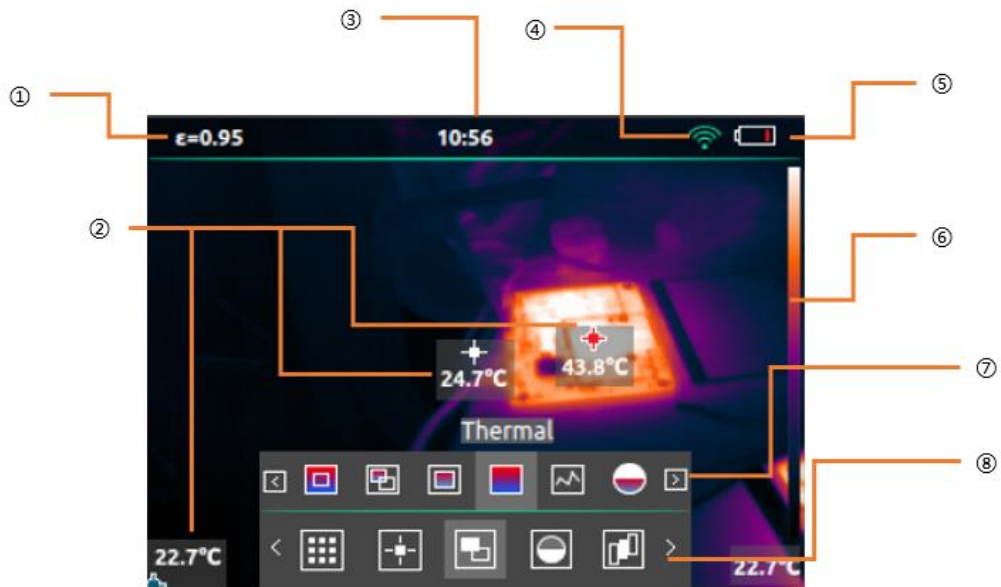 ③
④
①
⑤
ε=0.95 10:56
②
⑥
24.7°C 43.8°C
⑦
Thermal
⑧
22.7°C 22.7°C